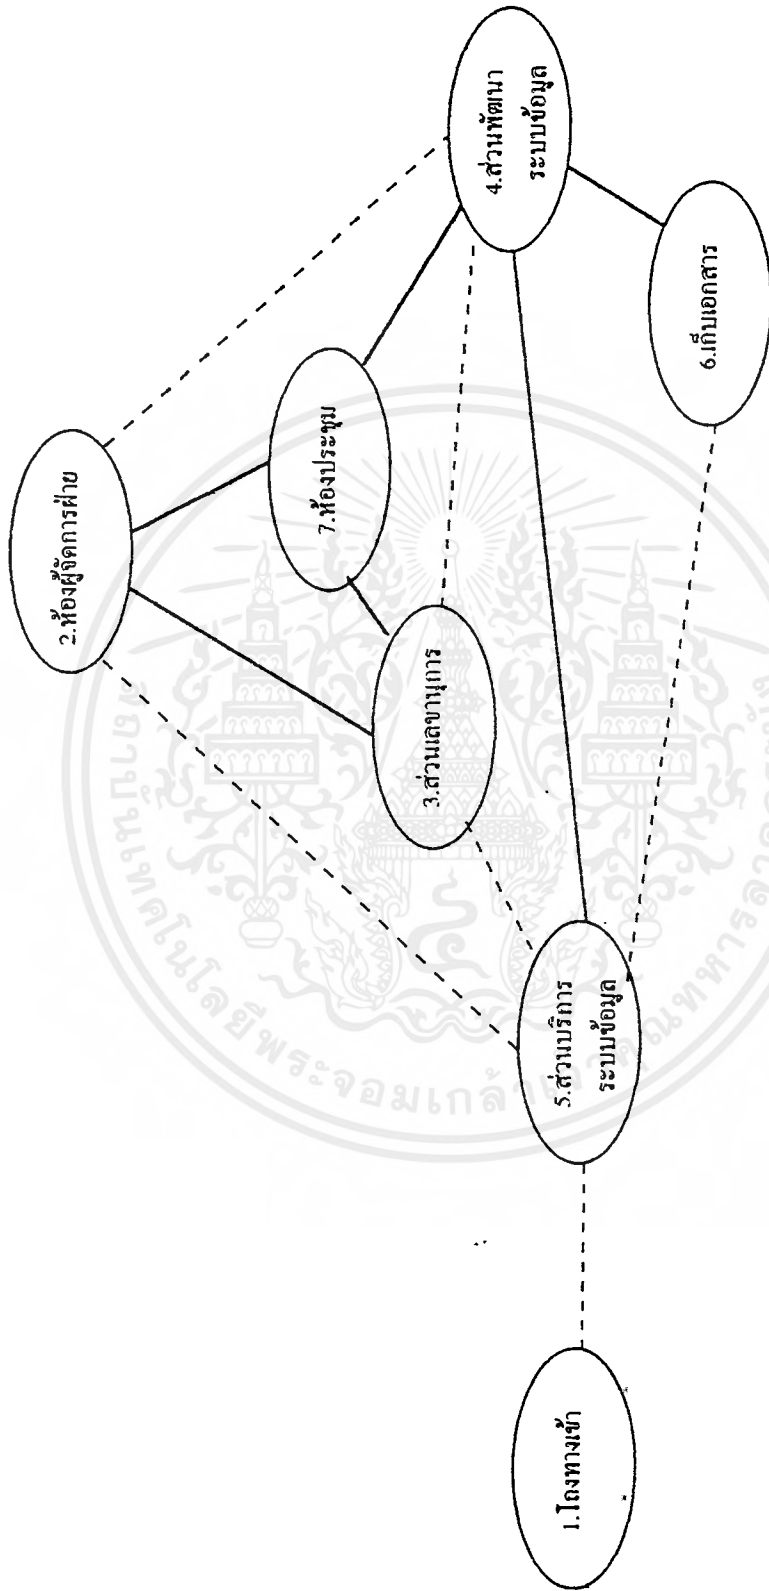 1.โถงทางเข้า
2.ห้องผู้จัดการฝ่าย
3.ส่วนเลขานุการ
4.ส่วนพัฒนา
ระบบข้อมูล
5.ส่วนบริการ
ระบบข้อมูล
6.เก็บเอกสาร
7.ห้องประชุม